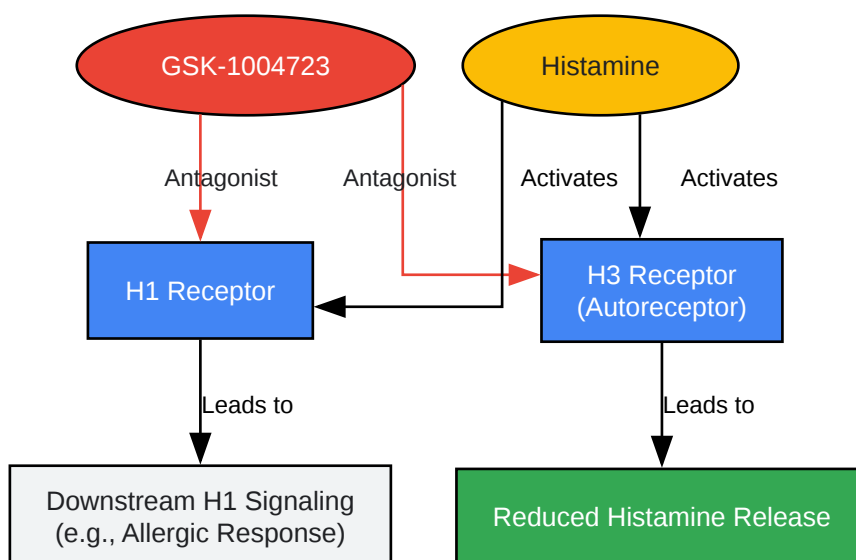 GSK-1004723
Histamine
Antagonist
Antagonist
Activates
Activates
H1 Receptor
H3 Receptor
(Autoreceptor)
Leads to
Leads to
Downstream H1 Signaling
(e.g., Allergic Response)
Reduced Histamine Release